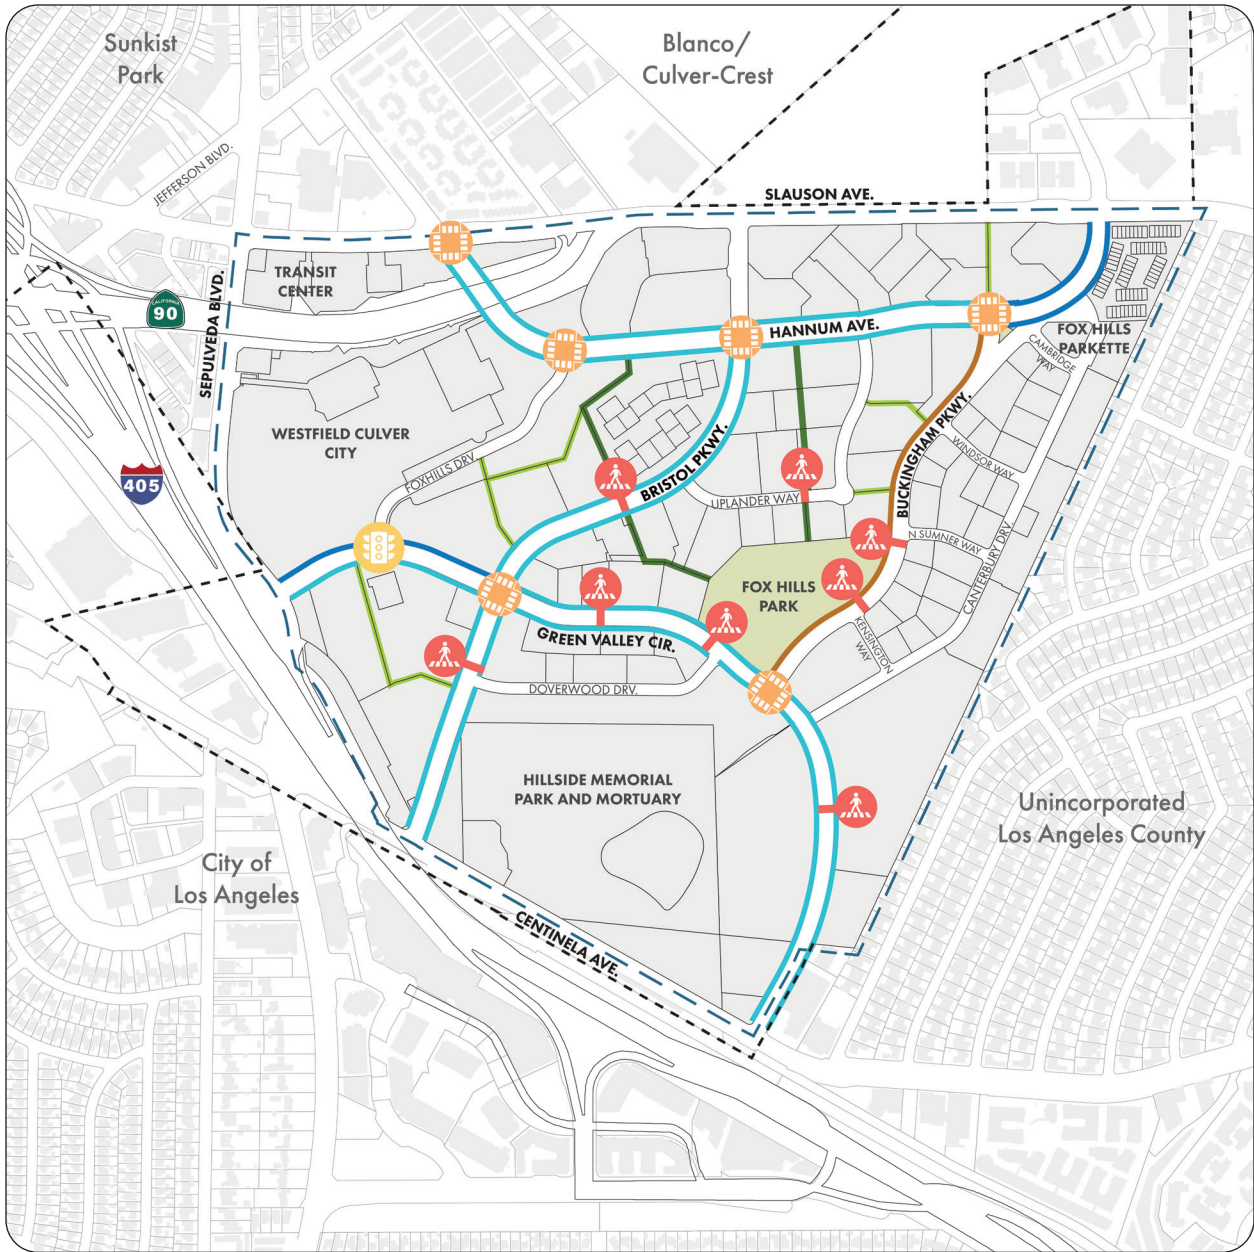 Sunkist
Park
Blanco/
Culver-Crest
JEFFERSON BLVD.
SLAUSON AVE.
TRANSIT
CENTER
SEPULVEDA BLVD.
CALIFORNIA
90
HANNUM AVE.
FOX HILLS
PARKETTE
CAMBRIDGE
WAY
WESTFIELD CULVER
CITY
405
FOXHILLS DRV.
BRISTOL PKWY.
BUCKINGHAM PKWY.
WINDSOR WAY
UPLANDER WAY
N SUMNER WAY
CANTERBURY DRV.
FOX HILLS
PARK
KENSINGTON
WAY
GREEN VALLEY CIR.
DOVERWOOD DRV.
HILLSIDE MEMORIAL
PARK AND MORTUARY
Unincorporated
Los Angeles County
City of
Los Angeles
CENTINELA AVE.